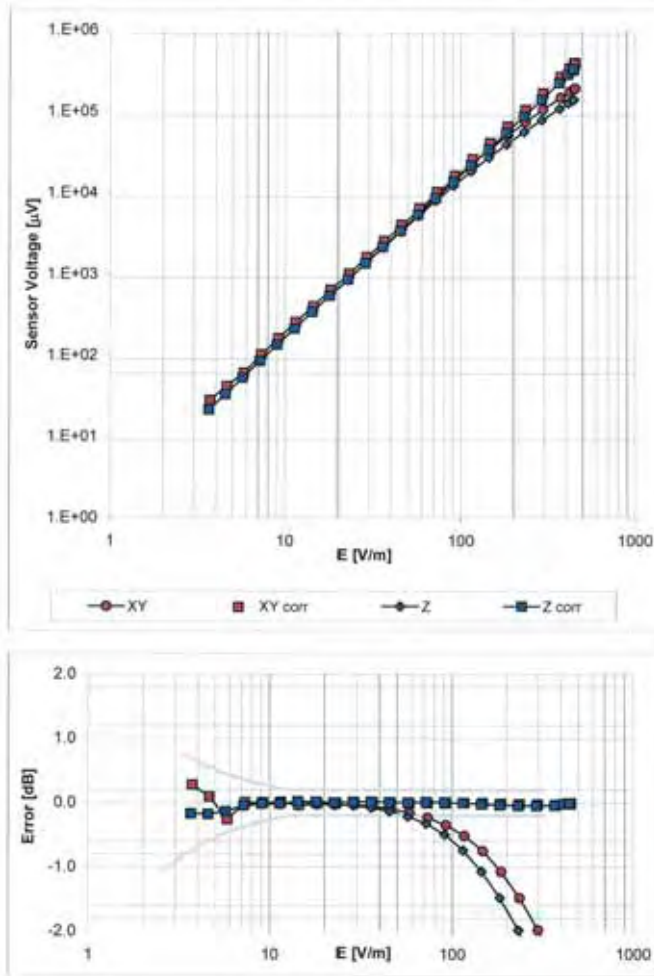 1.E+06
1.E+05
1.E+04
1.E+03
1.E+02
1.E+01
1.E+00
Sensor Voltage [µV]
1 10 100 1000
E [V/m]
XY XY corr Z Z corr
2.0
1.0
0.0
-1.0
-2.0
Error [dB]
1 10 100 1000
E [V/m]